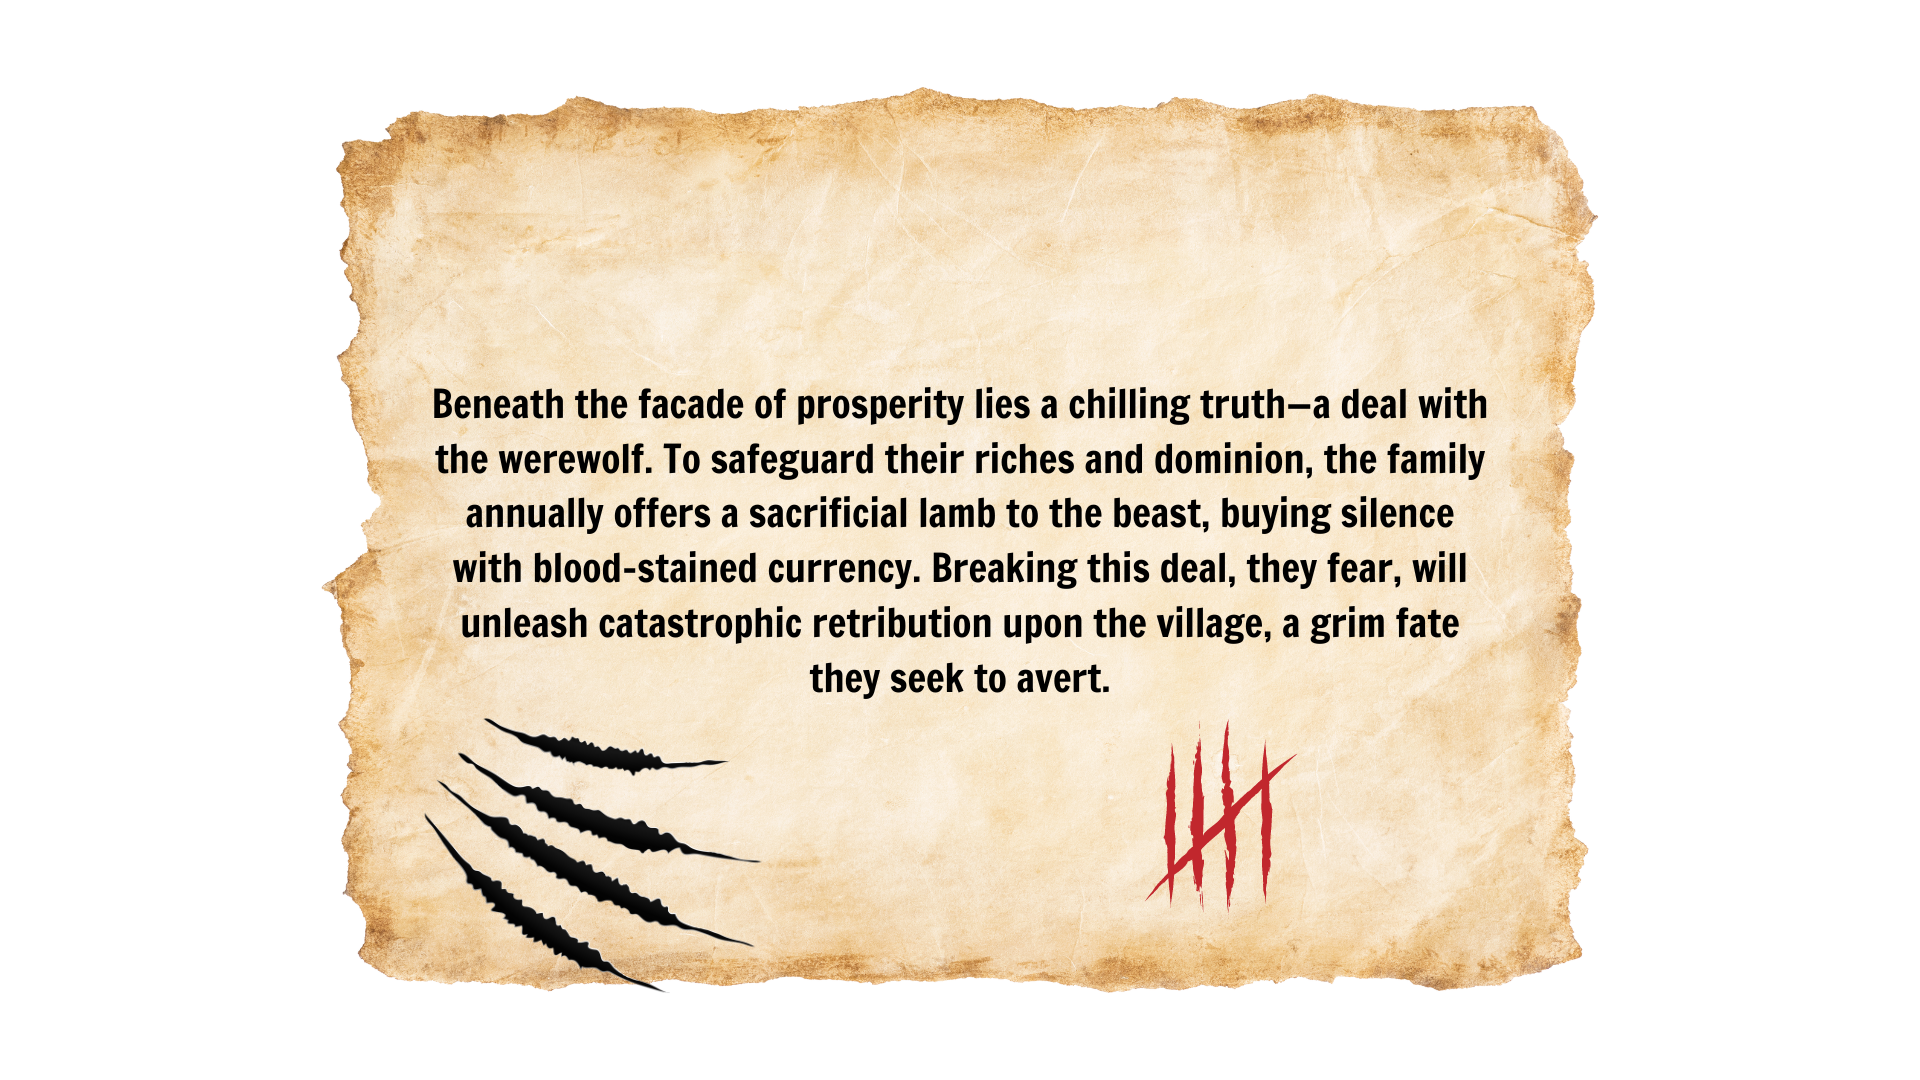 Beneath the facade of prosperity lies a chilling truth—a deal with
the werewolf. To safeguard their riches and dominion, the family
annually offers a sacrificial lamb to the beast, buying silence
with blood-stained currency. Breaking this deal, they fear, will
unleash catastrophic retribution upon the village, a grim fate
they seek to avert.